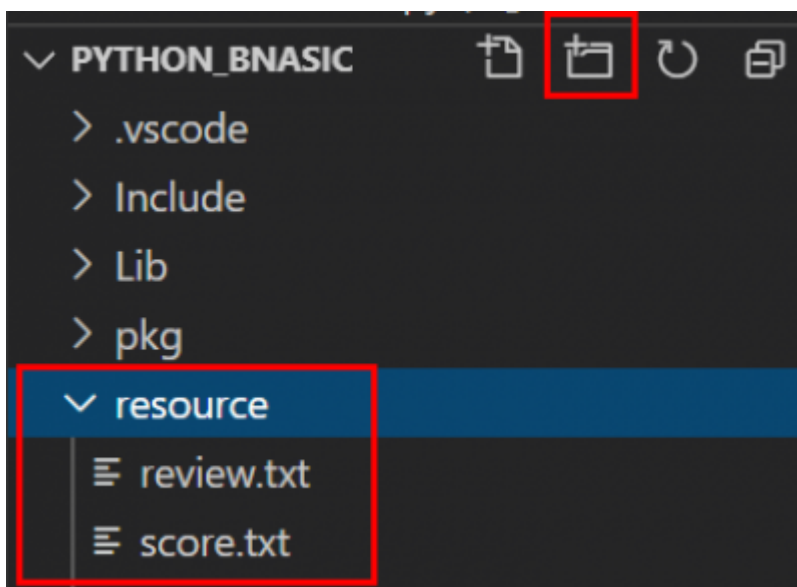 PYTHON_BNASIC
.vscode
Include
Lib
pkg
resource
review.txt
score.txt